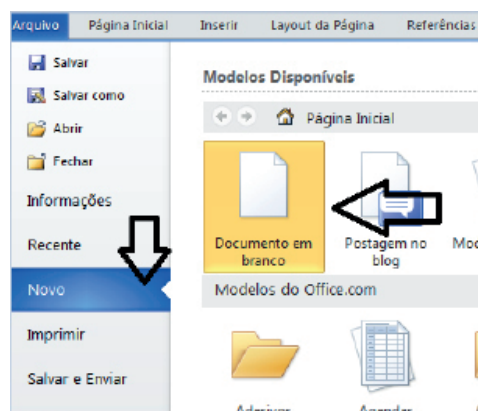 Arquivo Página Inicial Inserir Layout da Página Referências
Salvar
Salvar como
Abrir
Fechar
Informações
Recente
Novo
Imprimir
Salvar e Enviar
Modelos Disponíveis
Página Inicial
Documento em
branco
Postagem no
blog
Modelos do Office.com